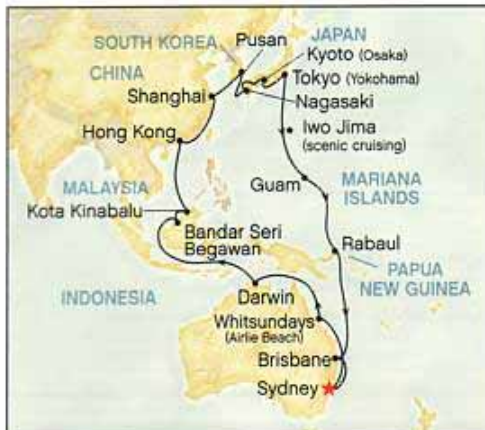 JAPAN
SOUTH KOREA
Pusan
Kyoto (Osaka)
CHINA
Tokyo (Yokohama)
Shanghai
Nagasaki
Hong Kong
Iwo Jima
(scenic cruising)
MALAYSIA
Guam
MARIANA
ISLANDS
Kota Kinabalu
Bandar Seri
Begawan
Rabaul
PAPUA
NEW GUINEA
INDONESIA
Darwin
Whitsundays
(Airlie Beach)
Brisbane
Sydney